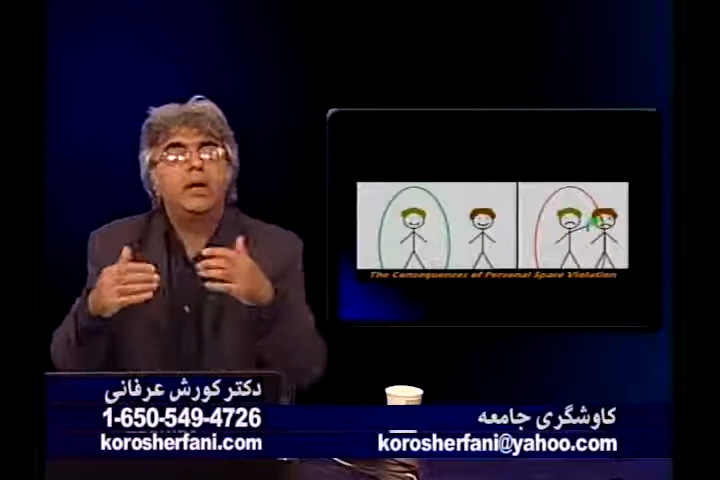 The Consequences of Personal Space Violation
دکتر کورش عرفانی
1-650-549-4726
korosherfani.com
کاوشگری جامعه
korosherfani@yahoo.com